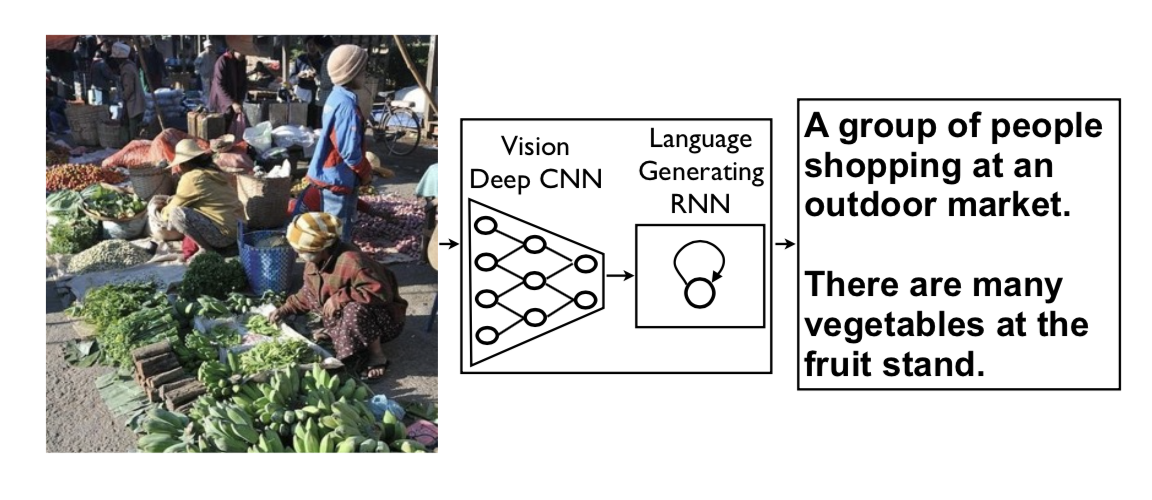 Vision
Deep CNN
Language
Generating
RNN
A group of people
shopping at an
outdoor market.
There are many
vegetables at the
fruit stand.